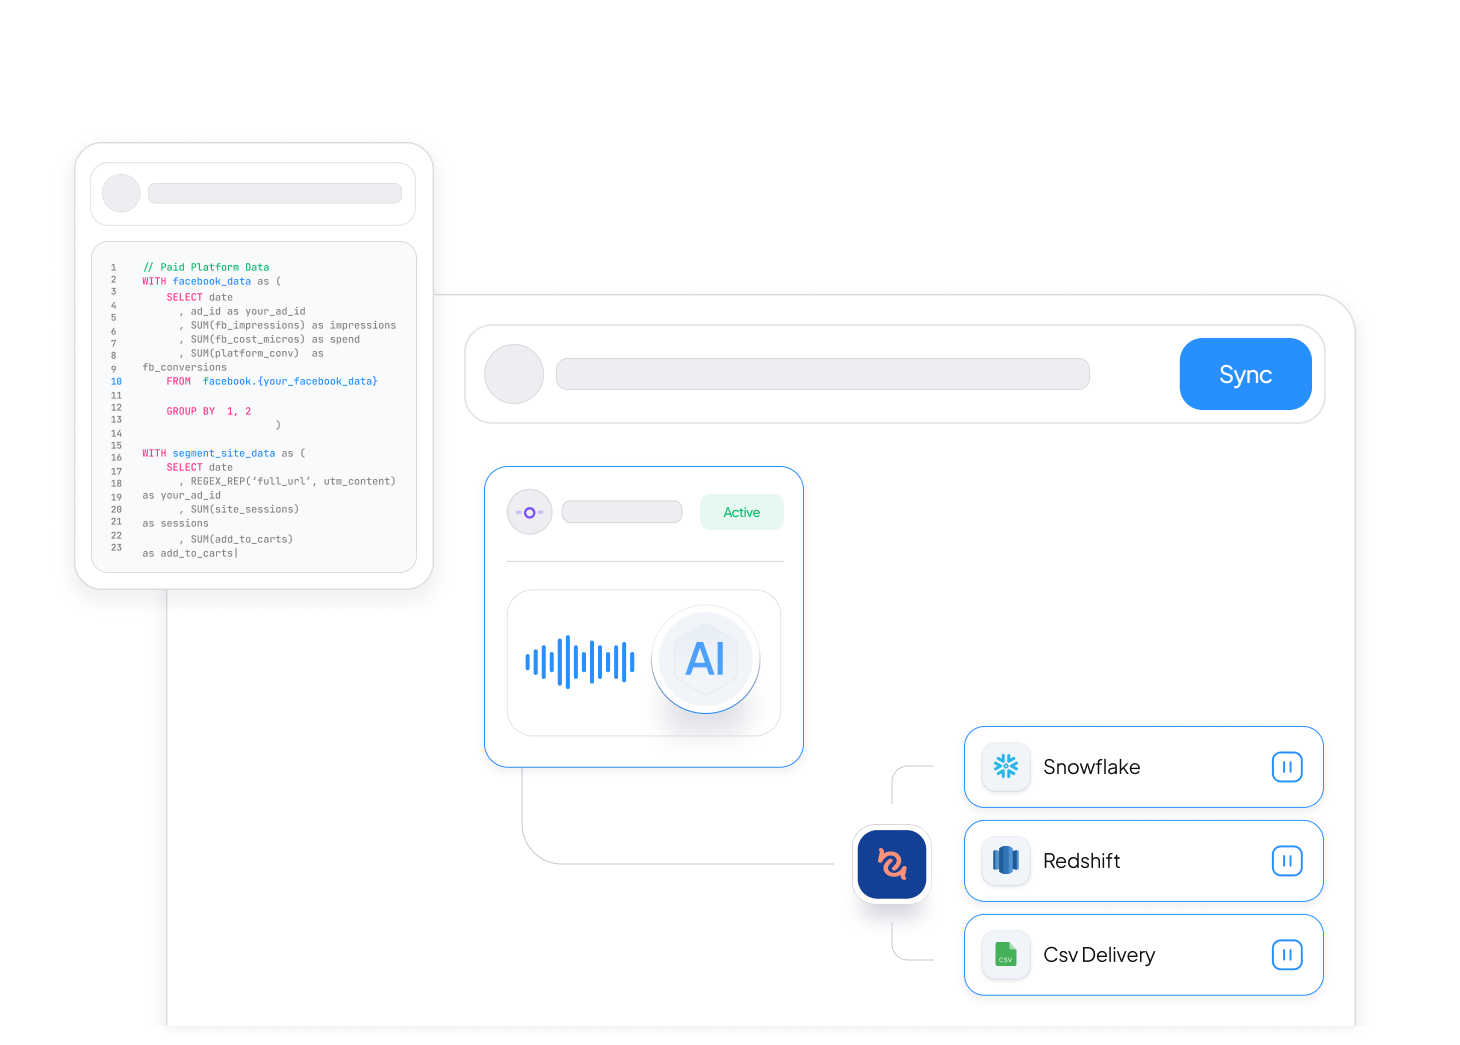 1 // Paid Platform Data
2 WITH facebook_data as (
3 SELECT date
4 , ad_id as your_ad_id
5 , SUM(fb_impressions) as impressions
6 , SUM(fb_cost_micros) as spend
7 , SUM(platform_conv)  as
8 fb_conversions
9 FROM  facebook.{your_facebook_data}
10
11 GROUP BY  1, 2
12 )
13
14 WITH segment_site_data as (
15 SELECT date
16 , REGEX_REP(‘full_url’, utm_content)
17 as your_ad_id
18 , SUM(site_sessions)
19 as sessions
20 , SUM(add_to_carts)
21 as add_to_carts|
22
23
Sync
Active
AI
Snowflake
Redshift
CSV
Csv Delivery